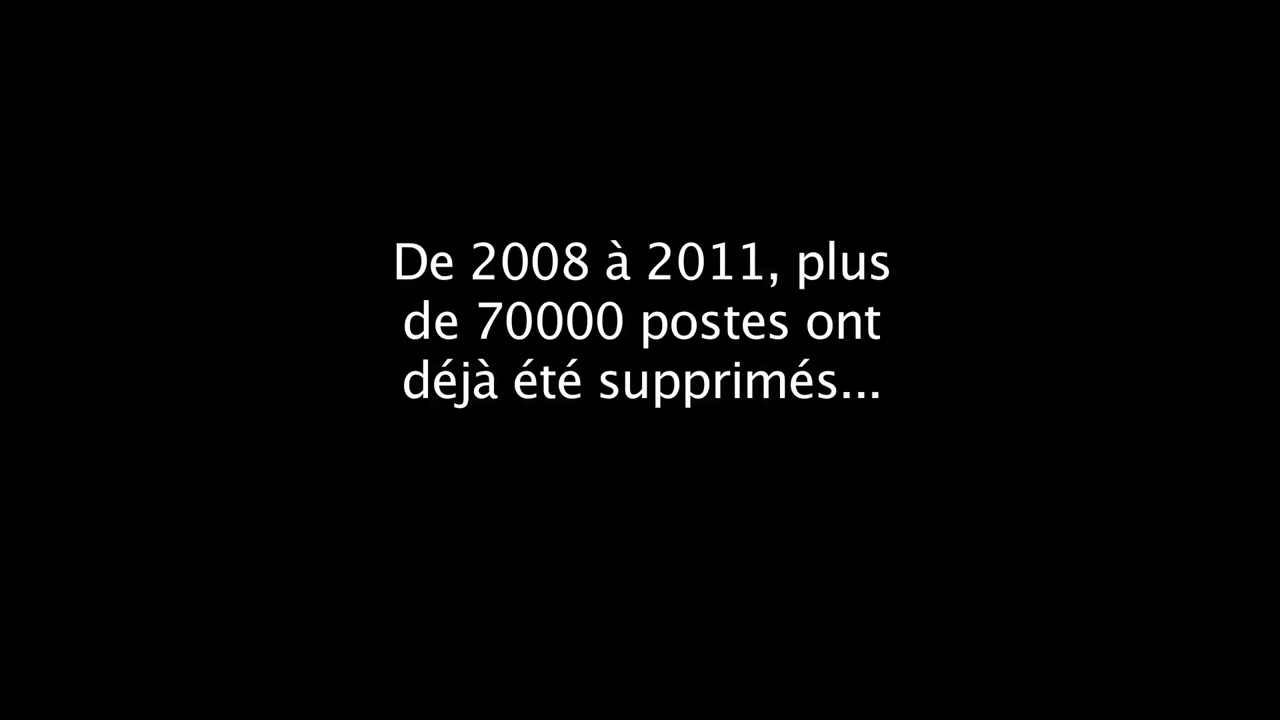 De 2008 à 2011, plus
de 70000 postes ont
déjà été supprimés...